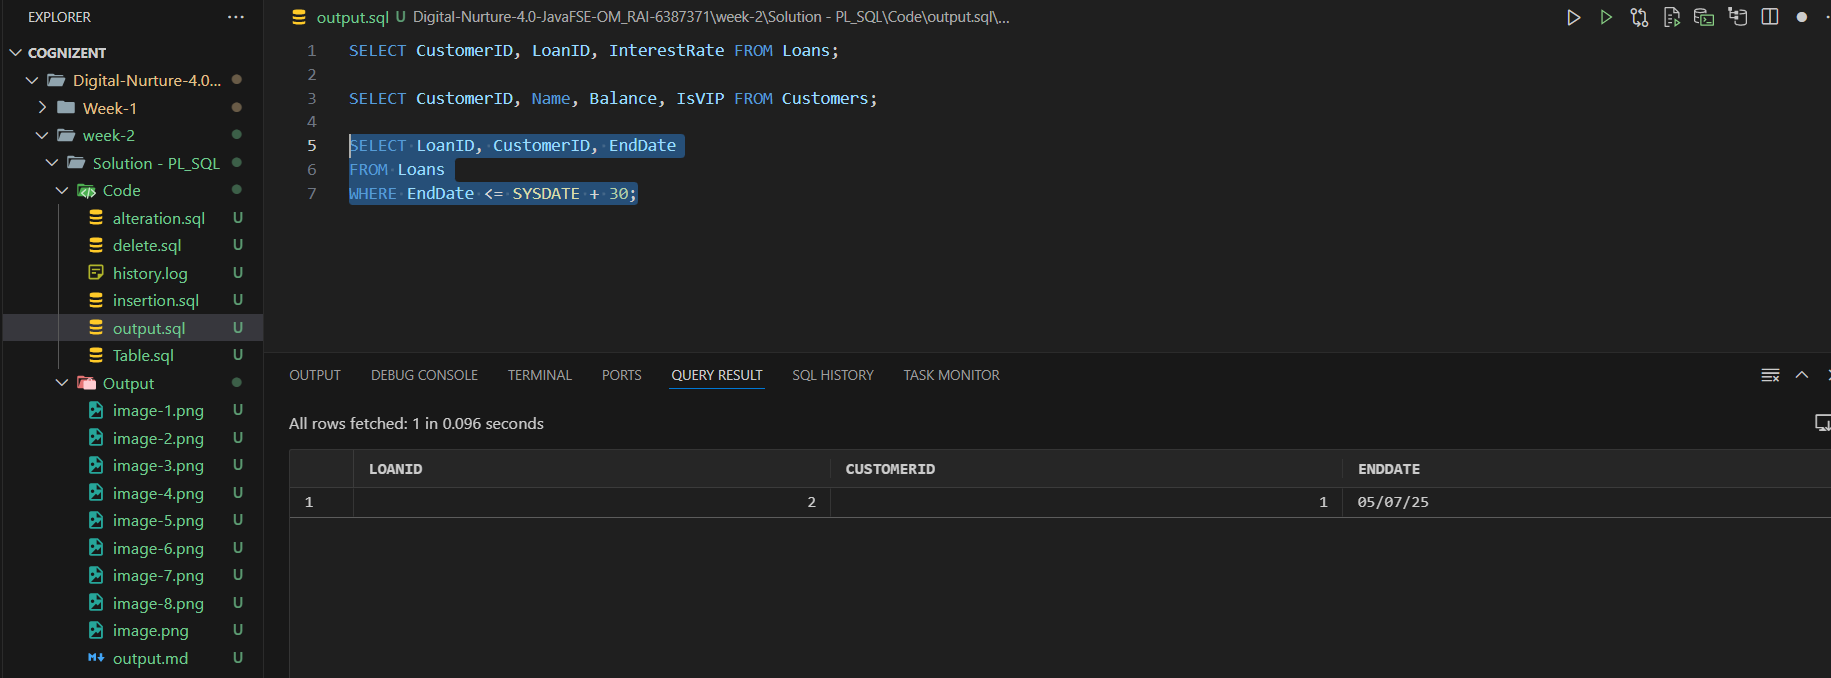 EXPLORER ...
COGNIZENT
Digital-Nurture-4.0...
Week-1
week-2
Solution - PL_SQL
Code
alteration.sql U
delete.sql U
history.log U
insertion.sql U
output.sql U
Table.sql U
Output
image-1.png U
image-2.png U
image-3.png U
image-4.png U
image-5.png U
image-6.png U
image-7.png U
image-8.png U
image.png U
output.md U
output.sql U Digital-Nurture-4.0-JavaFSE-OM_RAI-6387371\week-2\Solution - PL_SQL\Code\output.sql\...
1 SELECT CustomerID, LoanID, InterestRate FROM Loans;
2
3 SELECT CustomerID, Name, Balance, IsVIP FROM Customers;
4
5 SELECT LoanID, CustomerID, EndDate
6 FROM Loans
7 WHERE EndDate <= SYSDATE + 30;
OUTPUT DEBUG CONSOLE TERMINAL PORTS QUERY RESULT SQL HISTORY TASK MONITOR
All rows fetched: 1 in 0.096 seconds
LOANID CUSTOMERID ENDDATE
1 2 1 05/07/25